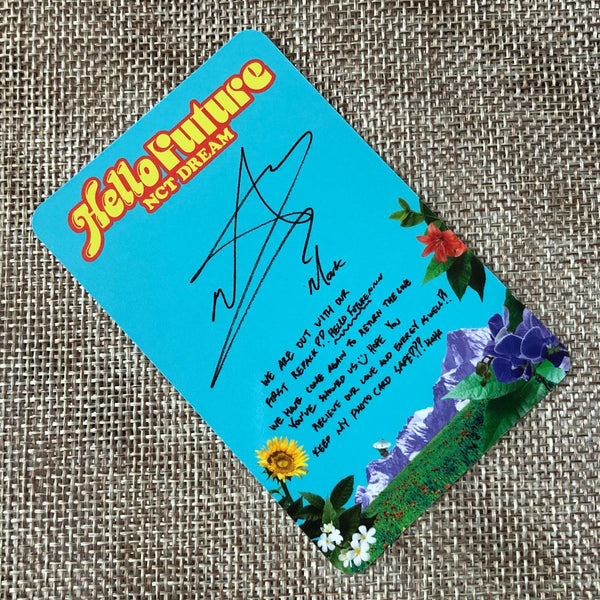 Hello Future
NCT DREAM
Mark
WE ARE OUT WITH OUR
FIRST REPACK!?! HELLO FUTURE
WE HAVE COME AGAIN TO RETURN THE LOVE
YOU'VE SHOWED US HOPE YOU
RECIEVE OUR LOVE AND ENERGY AS WELL!?!
KEEP MY PHOTO CARD SAFE!?! HAHA